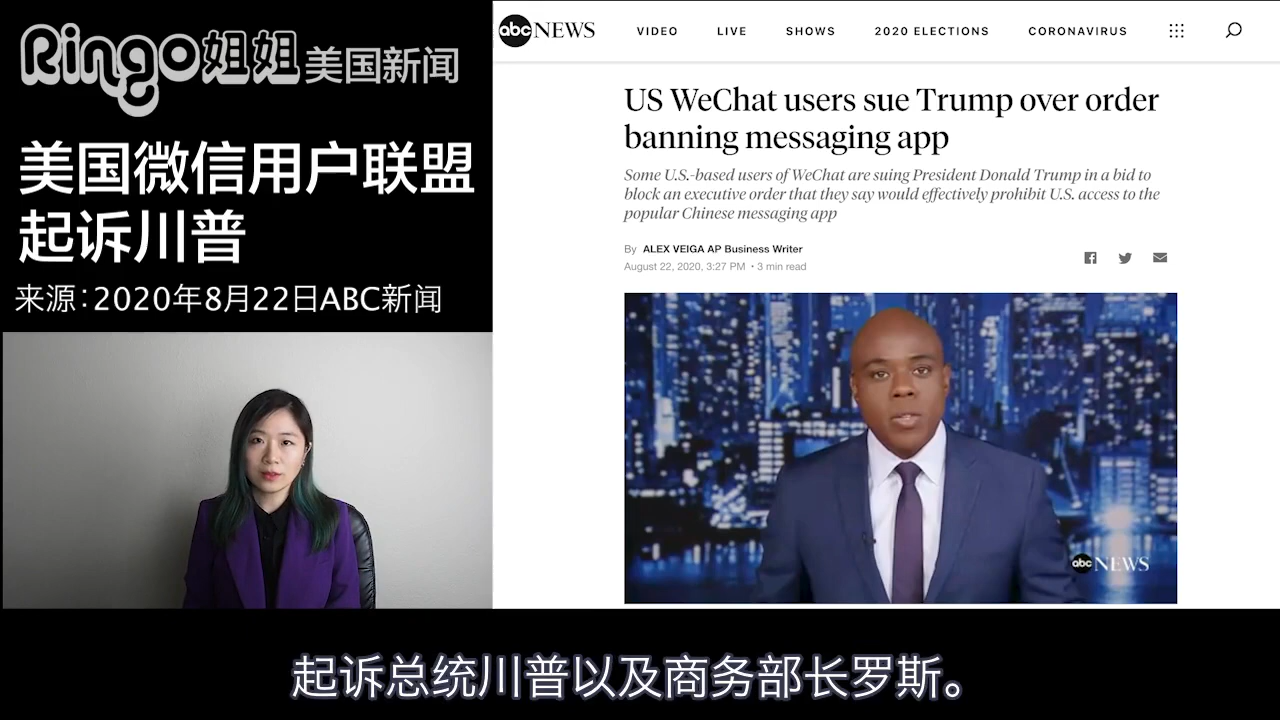 Ringo姐姐美国新闻
美国微信用户联盟
起诉川普
来源：2020年8月22日ABC新闻
abc NEWS
VIDEO LIVE SHOWS 2020 ELECTIONS CORONAVIRUS
US WeChat users sue Trump over order
banning messaging app
Some U.S.-based users of WeChat are suing President Donald Trump in a bid to
block an executive order that they say would effectively prohibit U.S. access to the
popular Chinese messaging app
By ALEX VEIGA AP Business Writer
August 22, 2020, 3:27 PM • 3 min read
abc NEWS
起诉总统川普以及商务部长罗斯。